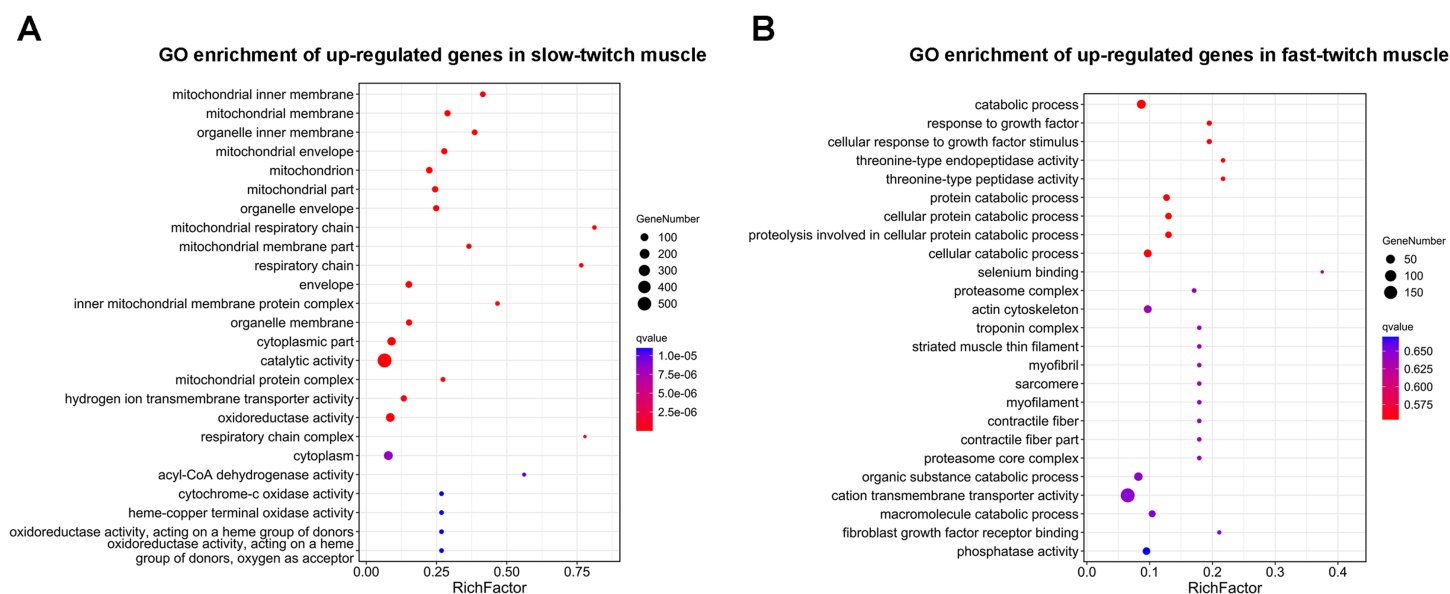 A
GO enrichment of up-regulated genes in slow-twitch muscle
mitochondrial inner membrane
mitochondrial membrane
organelle inner membrane
mitochondrial envelope
mitochondrion
mitochondrial part
organelle envelope
mitochondrial respiratory chain
mitochondrial membrane part
respiratory chain
envelope
inner mitochondrial membrane protein complex
organelle membrane
cytoplasmic part
catalytic activity
mitochondrial protein complex
hydrogen ion transmembrane transporter activity
oxidoreductase activity
respiratory chain complex
cytoplasm
acyl-CoA dehydrogenase activity
cytochrome-c oxidase activity
heme-copper terminal oxidase activity
oxidoreductase activity, acting on a heme group of donors
oxidoreductase activity, acting on a heme
group of donors, oxygen as acceptor
0.00 0.25 0.50 0.75
RichFactor
GeneNumber
100
200
300
400
500
qvalue
1.0e-05
7.5e-06
5.0e-06
2.5e-06
B
GO enrichment of up-regulated genes in fast-twitch muscle
catabolic process
response to growth factor
cellular response to growth factor stimulus
threonine-type endopeptidase activity
threonine-type peptidase activity
protein catabolic process
cellular protein catabolic process
proteolysis involved in cellular protein catabolic process
cellular catabolic process
selenium binding
proteasome complex
actin cytoskeleton
troponin complex
striated muscle thin filament
myofibril
sarcomere
myofilament
contractile fiber
contractile fiber part
proteasome core complex
organic substance catabolic process
cation transmembrane transporter activity
macromolecule catabolic process
fibroblast growth factor receptor binding
phosphatase activity
0.0 0.1 0.2 0.3 0.4
RichFactor
GeneNumber
50
100
150
qvalue
0.650
0.625
0.600
0.575